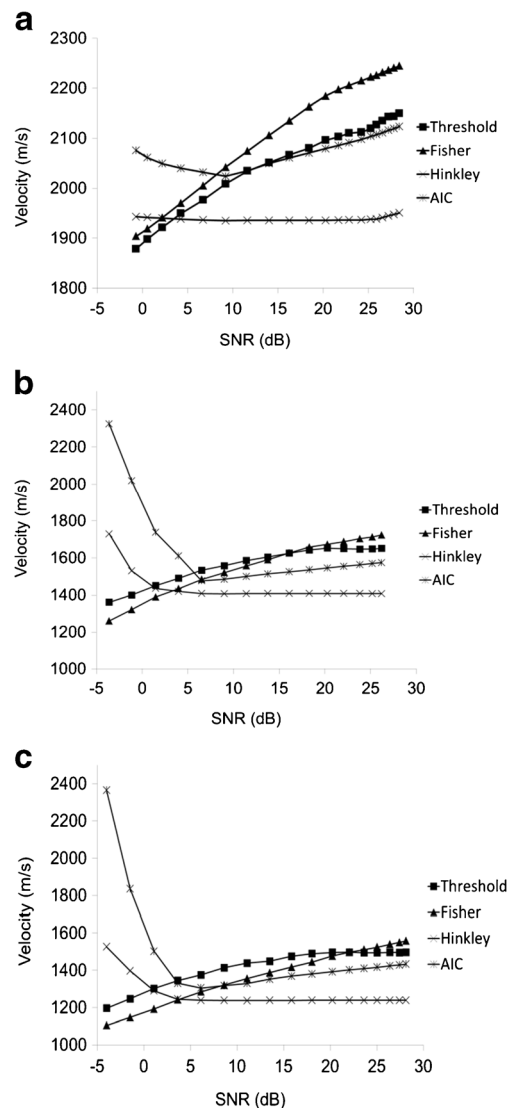 a
2300
2200
2100
2000
1900
1800
Velocity (m/s)
-5 0 5 10 15 20 25 30
SNR (dB)
Threshold
Fisher
Hinkley
AIC
b
2400
2200
2000
1800
1600
1400
1200
1000
Velocity (m/s)
-5 0 5 10 15 20 25 30
SNR (dB)
Threshold
Fisher
Hinkley
AIC
c
2400
2200
2000
1800
1600
1400
1200
1000
Velocity (m/s)
-5 0 5 10 15 20 25 30
SNR (dB)
Threshold
Fisher
Hinkley
AIC